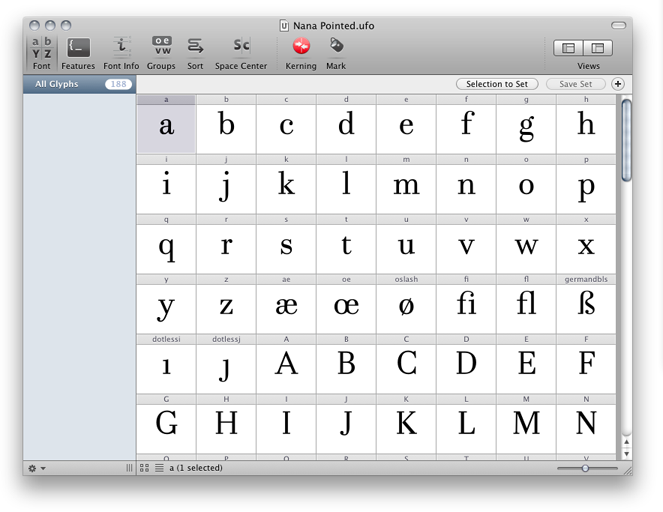 Nana Pointed.ufo
Font Features Font Info Groups Sort Space Center Kerning Mark Views
All Glyphs 188 Selection to Set Save Set
a b c d e f g h
a b c d e f g h
i j k l m n o p
i j k l m n o p
q r s t u v w x
q r s t u v w x
y z ae oe oslash fi fl germandbls
y z æ œ ø fi fl ß
dotlessi dotlessj A B C D E F
ı ȷ A B C D E F
G H I J K L M N
G H I J K L M N
O P Q R S T U V
a (1 selected)